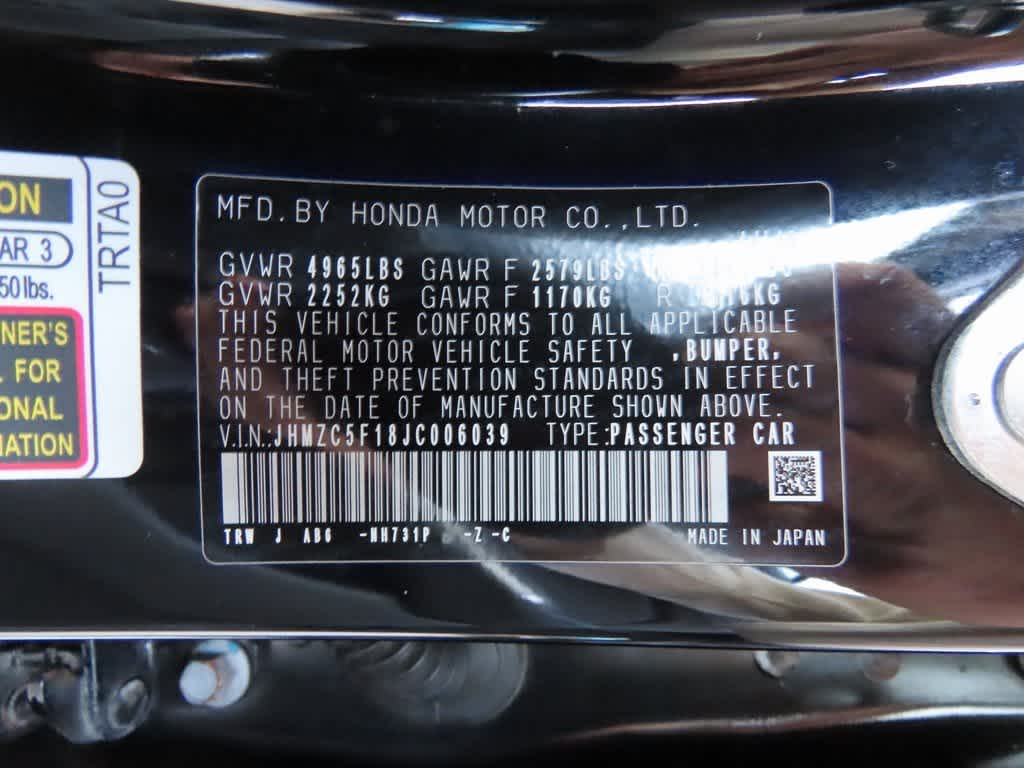 ON
AR 3
50 lbs.
NER'S
. FOR
ONAL
MATION
TRTA0
MFD. BY HONDA MOTOR CO.,LTD.
GVWR 4965LBS GAWR F 2579LBS
GVWR 2252KG GAWR F 1170KG R
THIS VEHICLE CONFORMS TO ALL APPLICABLE
FEDERAL MOTOR VEHICLE SAFETY ,BUMPER,
AND THEFT PREVENTION STANDARDS IN EFFECT
ON THE DATE OF MANUFACTURE SHOWN ABOVE.
V.I.N.:JHMZC5F18JC006039 TYPE:PASSENGER CAR
TRW J ABG -NH731P -Z -C MADE IN JAPAN